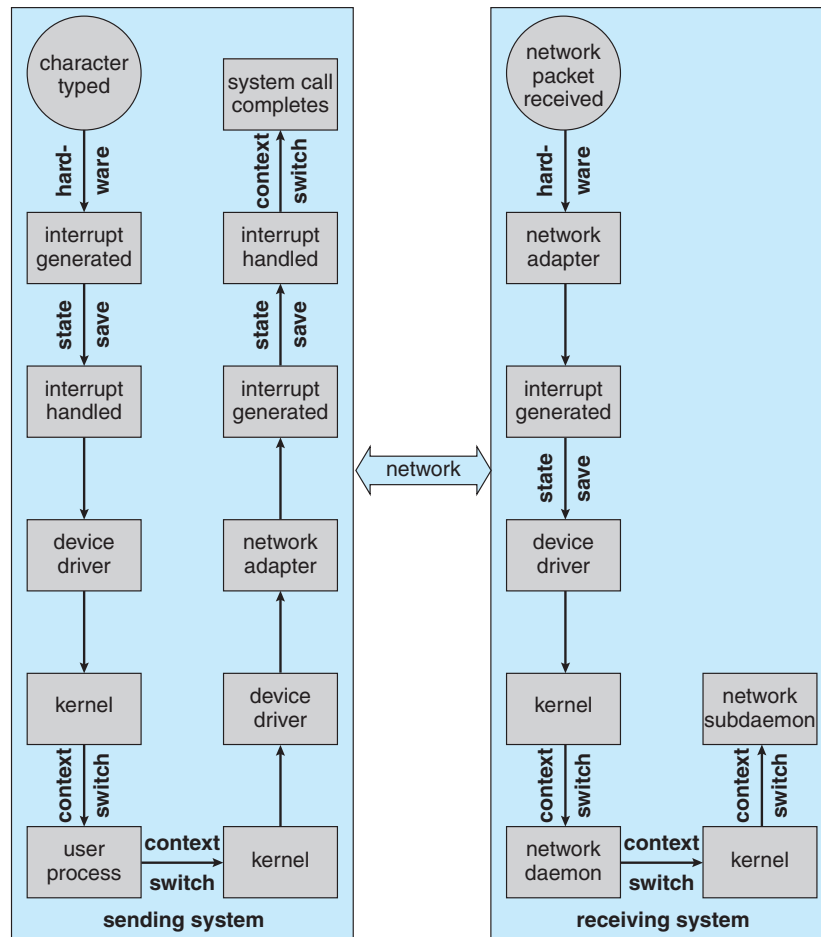 character
typed
hard-
ware
interrupt
generated
state
save
interrupt
handled
device
driver
kernel
context
switch
user
process
context
switch
kernel
device
driver
network
adapter
interrupt
generated
state
save
interrupt
handled
context
switch
system call
completes
sending system
network
network
packet
received
hard-
ware
network
adapter
interrupt
generated
state
save
device
driver
kernel
context
switch
network
daemon
context
switch
kernel
context
switch
network
subdaemon
receiving system